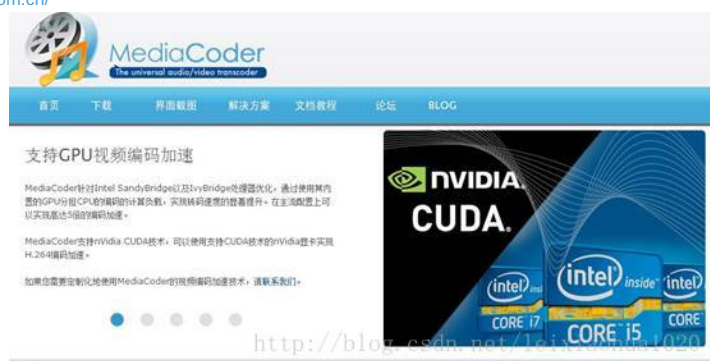 om.cn/
MediaCoder
The universal audio/video transcoder
首页 下载 界面截图 解决方案 文档教程 论坛 BLOG
支持GPU视频编码加速
MediaCoder针对Intel SandyBridge以及IvyBridge处理器优化，通过使用其内
置的GPU分担CPU的编码的计算负载，实现转码速度的显著提升。在主流配置上可
以实现高达5倍的编码加速。
MediaCoder支持nVidia CUDA技术，可以使用支持CUDA技术的nVidia显卡实现
H.264编码加速。
如果您需要定制化地使用MediaCoder的视频编码加速技术，请联系我们。
NVIDIA.
CUDA.
intel inside
CORE i7
intel inside™
CORE i5
intel
CORE
http://blog.csdn.net/leixiaohua1020